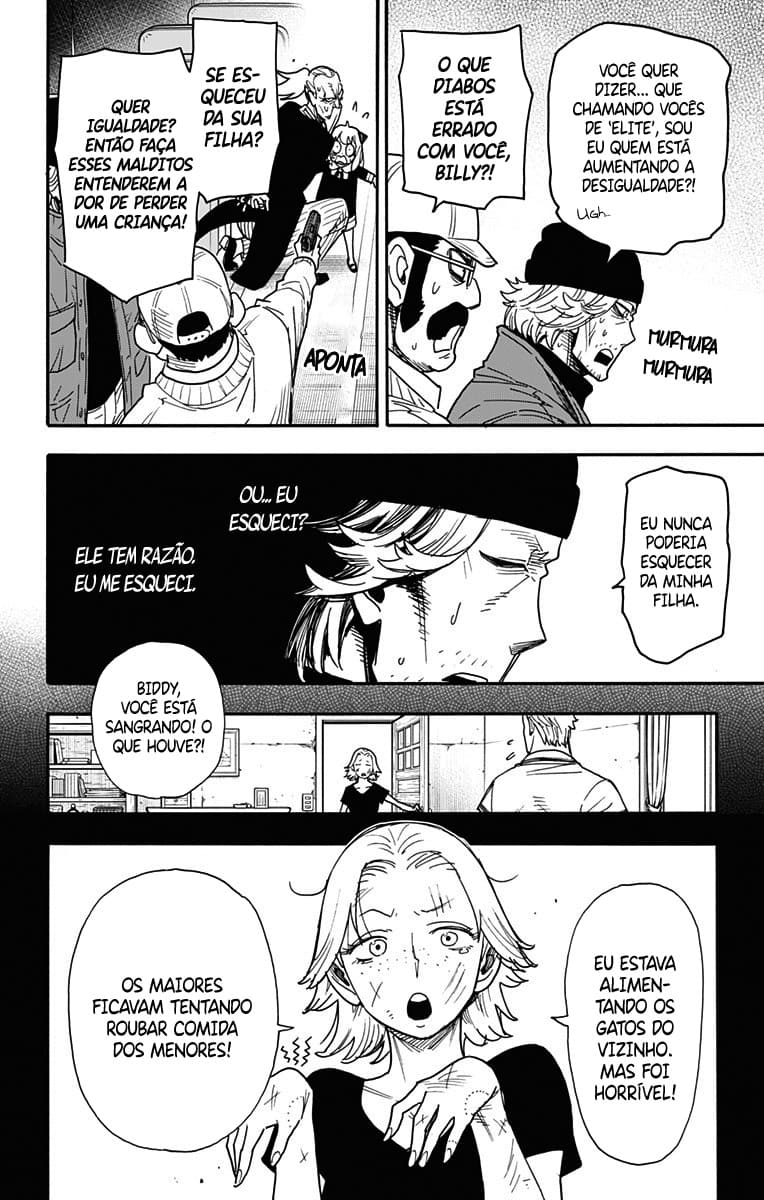 VOCÊ QUER
DIZER... QUE
CHAMANDO VOCÊS
DE 'ELITE', SOU
EU QUEM ESTÁ
AUMENTANDO A
DESIGUALDADE?!
Ugh...
MURMURA
MURMURA
O QUE
DIABOS
ESTÁ
ERRADO
COM VOCÊ,
BILLY?!
SE ES-
QUECEU
DA SUA
FILHA?
QUER
IGUALDADE?
ENTÃO FAÇA
ESSES MALDITOS
ENTENDEREM A
DOR DE PERDER
UMA CRIANÇA!
APONTA
EU NUNCA
PODERIA
ESQUECER
DA MINHA
FILHA.
OU... EU
ESQUECI?
ELE TEM RAZÃO.
EU ME ESQUECI.
BIDDY,
VOCÊ ESTÁ
SANGRANDO! O
QUE HOUVE?!
EU ESTAVA
ALIMEN-
TANDO OS
GATOS DO
VIZINHO.
MAS FOI
HORRÍVEL!
OS MAIORES
FICAVAM TENTANDO
ROUBAR COMIDA
DOS MENORES!